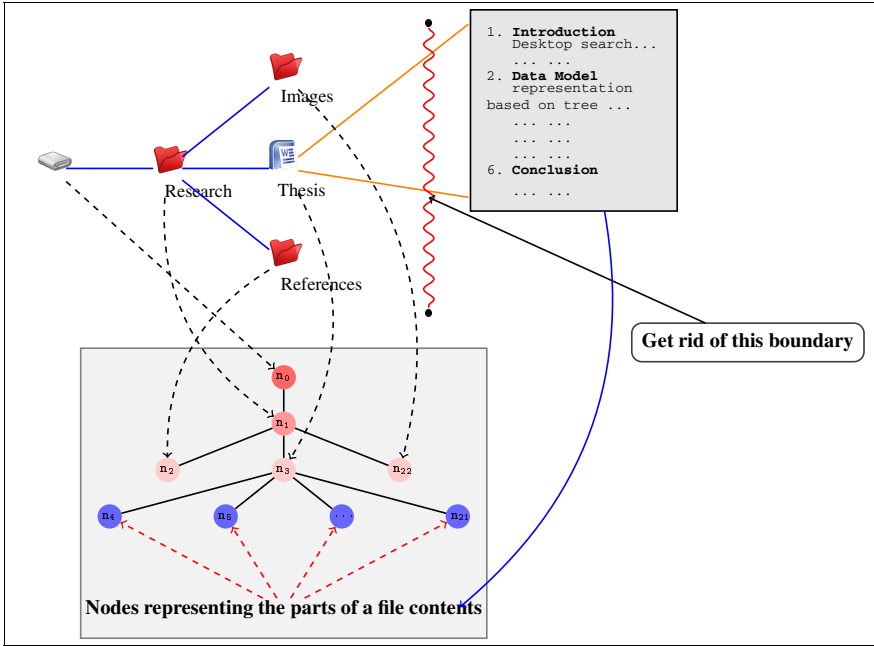 1. Introduction
Desktop search...
... ...
2. Data Model
representation
based on tree ...
... ...
... ...
... ...
6. Conclusion
... ...
Images
Research
Thesis
References
Get rid of this boundary
n0
n1
n2
n3
n22
n4
n5
...
n21
Nodes representing the parts of a file contents